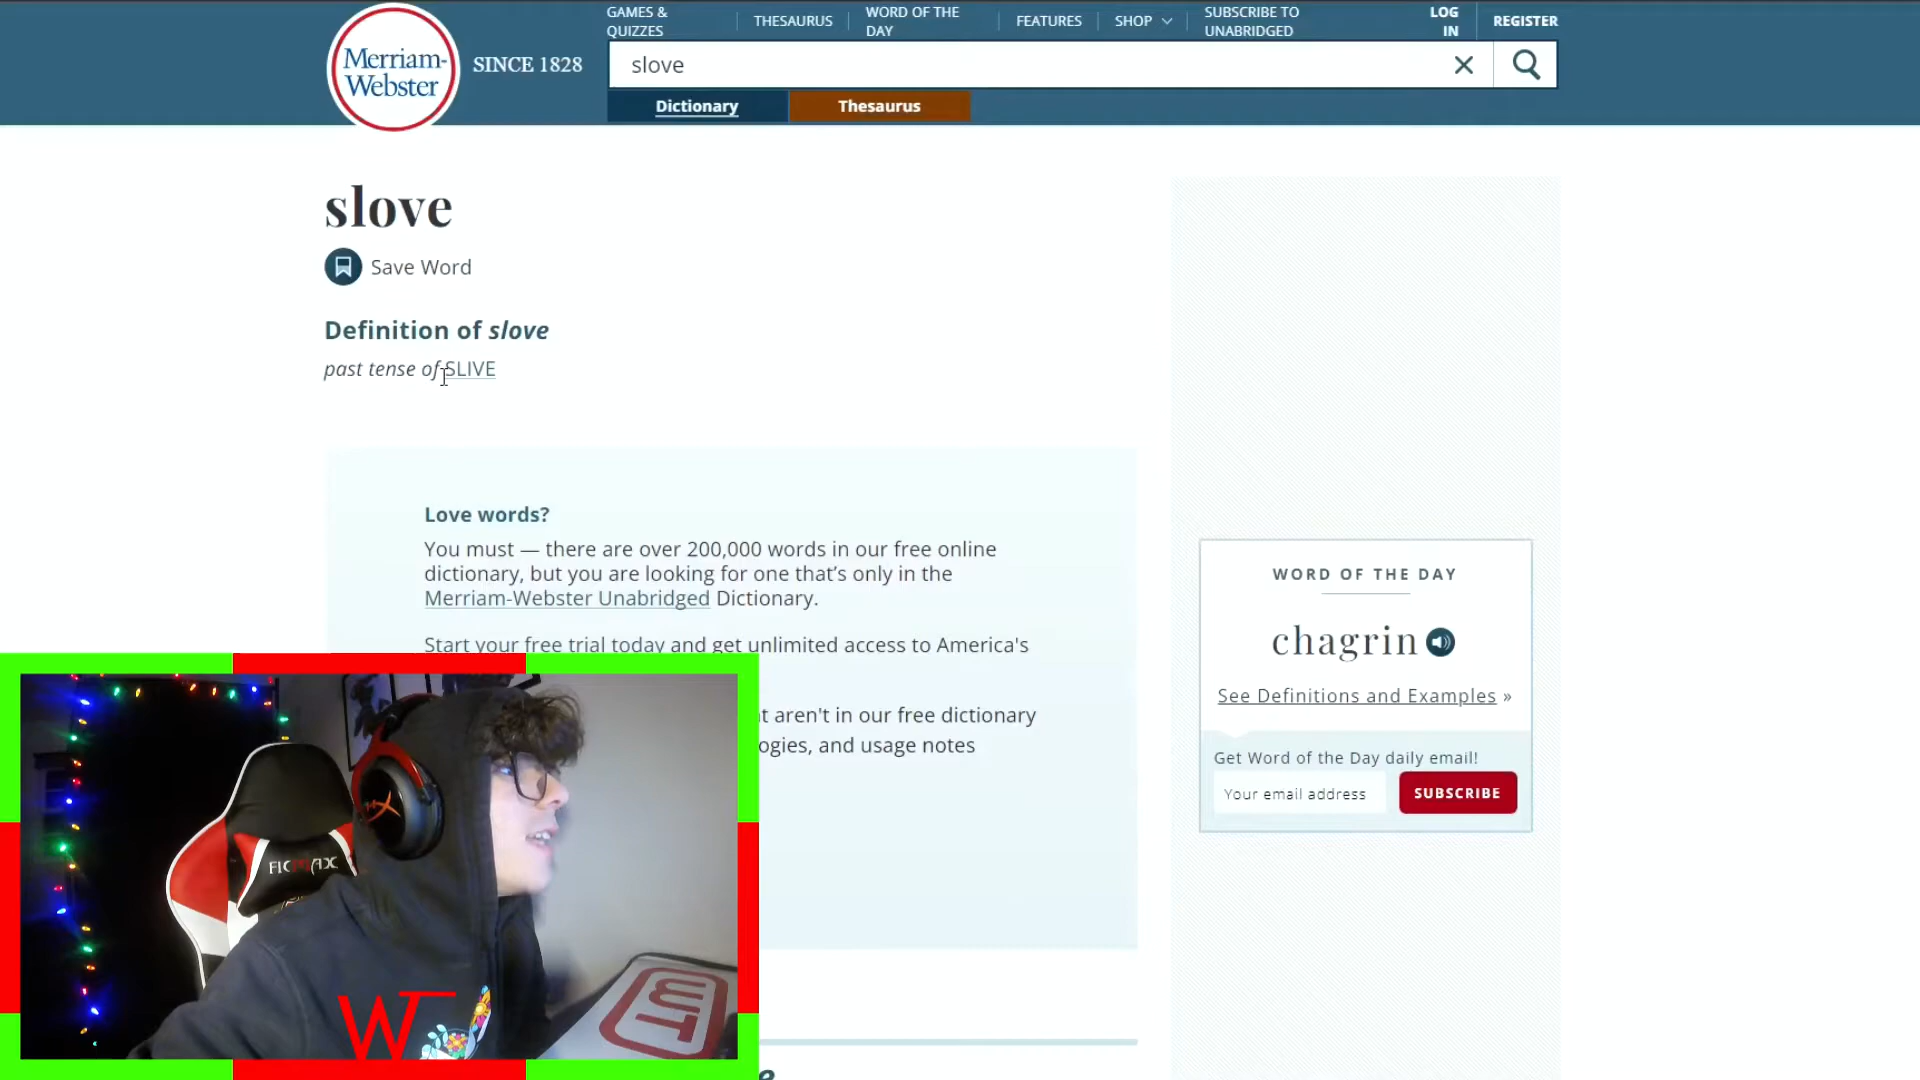 GAMES &
QUIZZES
THESAURUS
WORD OF THE
DAY
FEATURES
SHOP
SUBSCRIBE TO
UNABRIDGED
LOG
IN
REGISTER
Merriam-
Webster
SINCE 1828
slove
Dictionary
Thesaurus
slove
Save Word
Definition of slove
past tense of SLIVE
Love words?
You must — there are over 200,000 words in our free online
dictionary, but you are looking for one that's only in the
Merriam-Webster Unabridged Dictionary.
Start your free trial today and get unlimited access to America's
t aren't in our free dictionary
ogies, and usage notes
WORD OF THE DAY
chagrin
See Definitions and Examples »
Get Word of the Day daily email!
Your email address
SUBSCRIBE
W